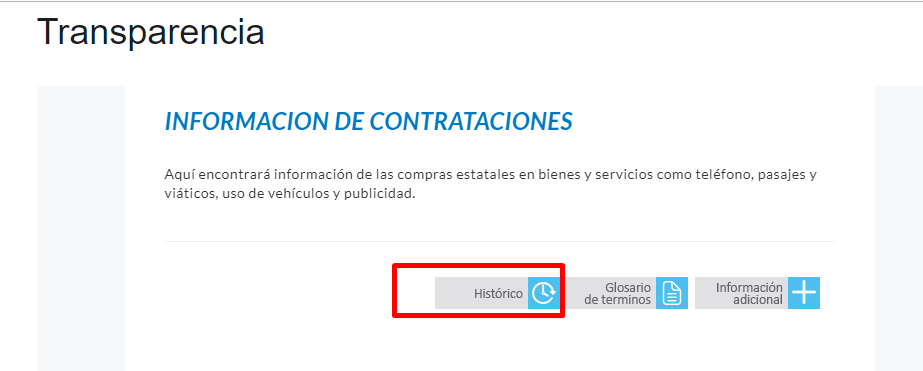 Transparencia
INFORMACION DE CONTRATACIONES
Aquí encontrará información de las compras estatales en bienes y servicios como teléfono, pasajes y
viáticos, uso de vehículos y publicidad.
Histórico
Glosario
de terminos
Información
adicional